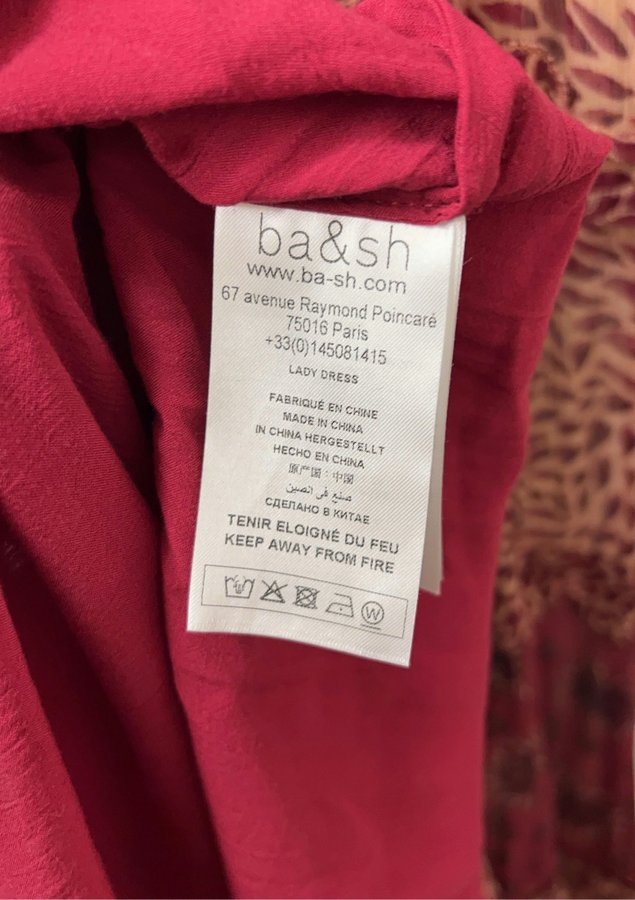 ba&sh
www.ba-sh.com
67 avenue Raymond Poincaré
75016 Paris
+33(0)145081415
LADY DRESS
FABRIQUÉ EN CHINE
MADE IN CHINA
IN CHINA HERGESTELLT
HECHO EN CHINA
原产国：中国
صنع في الصين
СДЕЛАНО В КИТАЕ
TENIR ELOIGNÉ DU FEU
KEEP AWAY FROM FIRE
W